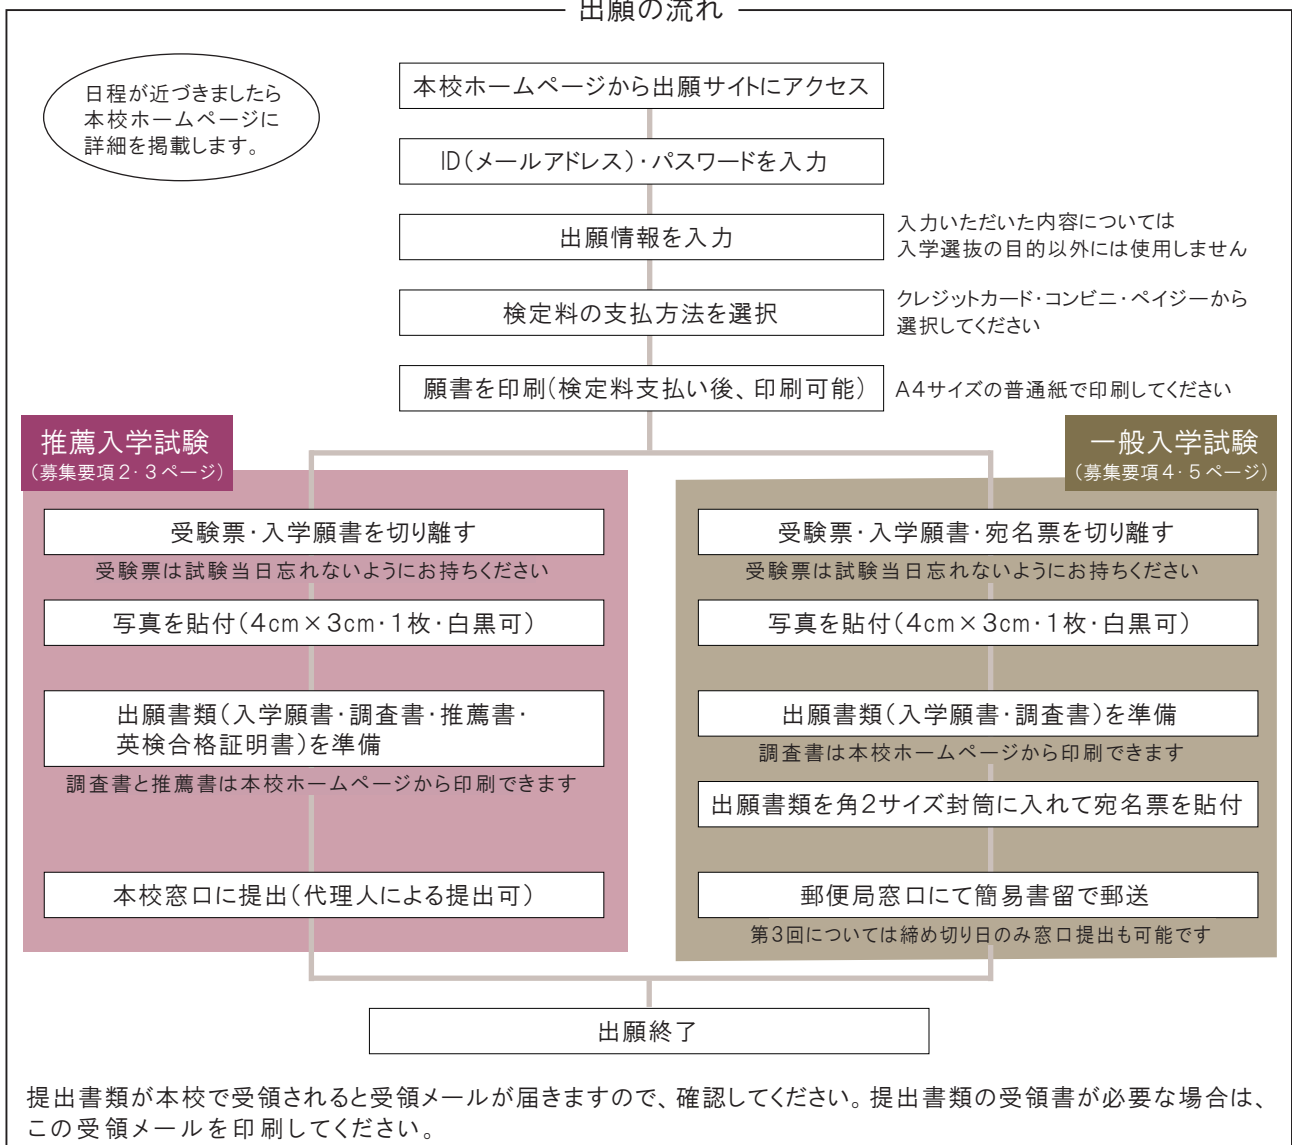 出願の流れ
日程が近づきましたら
本校ホームページに
詳細を掲載します。
本校ホームページから出願サイトにアクセス
ID（メールアドレス）・パスワードを入力
出願情報を入力
入力いただいた内容については
入学選抜の目的以外には使用しません
検定料の支払方法を選択
クレジットカード・コンビニ・ペイジーから
選択してください
願書を印刷（検定料支払い後、印刷可能）
A4サイズの普通紙で印刷してください
推薦入学試験
（募集要項2・3ページ）
受験票・入学願書を切り離す
受験票は試験当日忘れないようにお持ちください
写真を貼付（4cm×3cm・1枚・白黒可）
出願書類（入学願書・調査書・推薦書・
英検合格証明書）を準備
調査書と推薦書は本校ホームページから印刷できます
本校窓口に提出（代理人による提出可）
一般入学試験
（募集要項4・5ページ）
受験票・入学願書・宛名票を切り離す
受験票は試験当日忘れないようにお持ちください
写真を貼付（4cm×3cm・1枚・白黒可）
出願書類（入学願書・調査書）を準備
調査書は本校ホームページから印刷できます
出願書類を角2サイズ封筒に入れて宛名票を貼付
郵便局窓口にて簡易書留で郵送
第3回については締め切り日のみ窓口提出も可能です
出願終了
提出書類が本校で受領されると受領メールが届きますので、確認してください。提出書類の受領書が必要な場合は、
この受領メールを印刷してください。